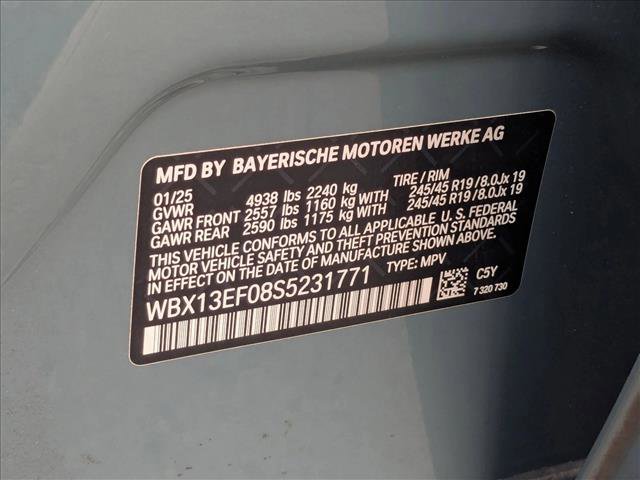 MFD BY BAYERISCHE MOTOREN WERKE AG
01/25 TIRE / RIM
GVWR 4938 lbs 2240 kg
GAWR FRONT 2557 lbs 1160 kg WITH 245/45 R19/8.0Jx 19
GAWR REAR 2590 lbs 1175 kg WITH 245/45 R19/8.0Jx 19
THIS VEHICLE CONFORMS TO ALL APPLICABLE U.S. FEDERAL
MOTOR VEHICLE SAFETY AND THEFT PREVENTION STANDARDS
IN EFFECT ON THE DATE OF MANUFACTURE SHOWN ABOVE.
WBX13EF08S5231771 TYPE: MPV
C5Y
7 320 730